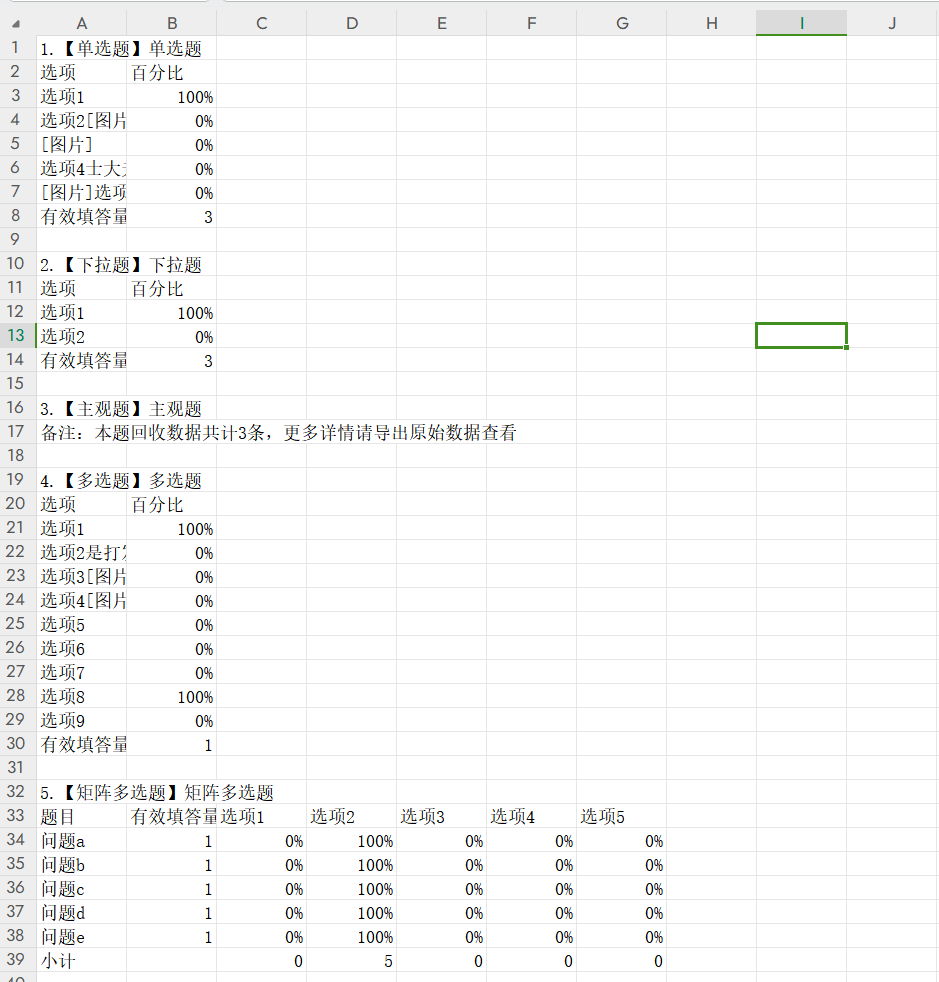 A B C D E F G H I J
1 1.【单选题】单选题
2 选项 百分比
3 选项1 100%
4 选项2[图片 0%
5 [图片] 0%
6 选项4士大 0%
7 [图片]选项 0%
8 有效填答量 3
9
10 2.【下拉题】下拉题
11 选项 百分比
12 选项1 100%
13 选项2 0%
14 有效填答量 3
15
16 3.【主观题】主观题
17 备注：本题回收数据共计3条，更多详情请导出原始数据查看
18
19 4.【多选题】多选题
20 选项 百分比
21 选项1 100%
22 选项2是打 0%
23 选项3[图片 0%
24 选项4[图片 0%
25 选项5 0%
26 选项6 0%
27 选项7 0%
28 选项8 100%
29 选项9 0%
30 有效填答量 1
31
32 5.【矩阵多选题】矩阵多选题
33 题目 有效填答量 选项1 选项2 选项3 选项4 选项5
34 问题a 1 0% 100% 0% 0% 0%
35 问题b 1 0% 100% 0% 0% 0%
36 问题c 1 0% 100% 0% 0% 0%
37 问题d 1 0% 100% 0% 0% 0%
38 问题e 1 0% 100% 0% 0% 0%
39 小计 0 5 0 0 0